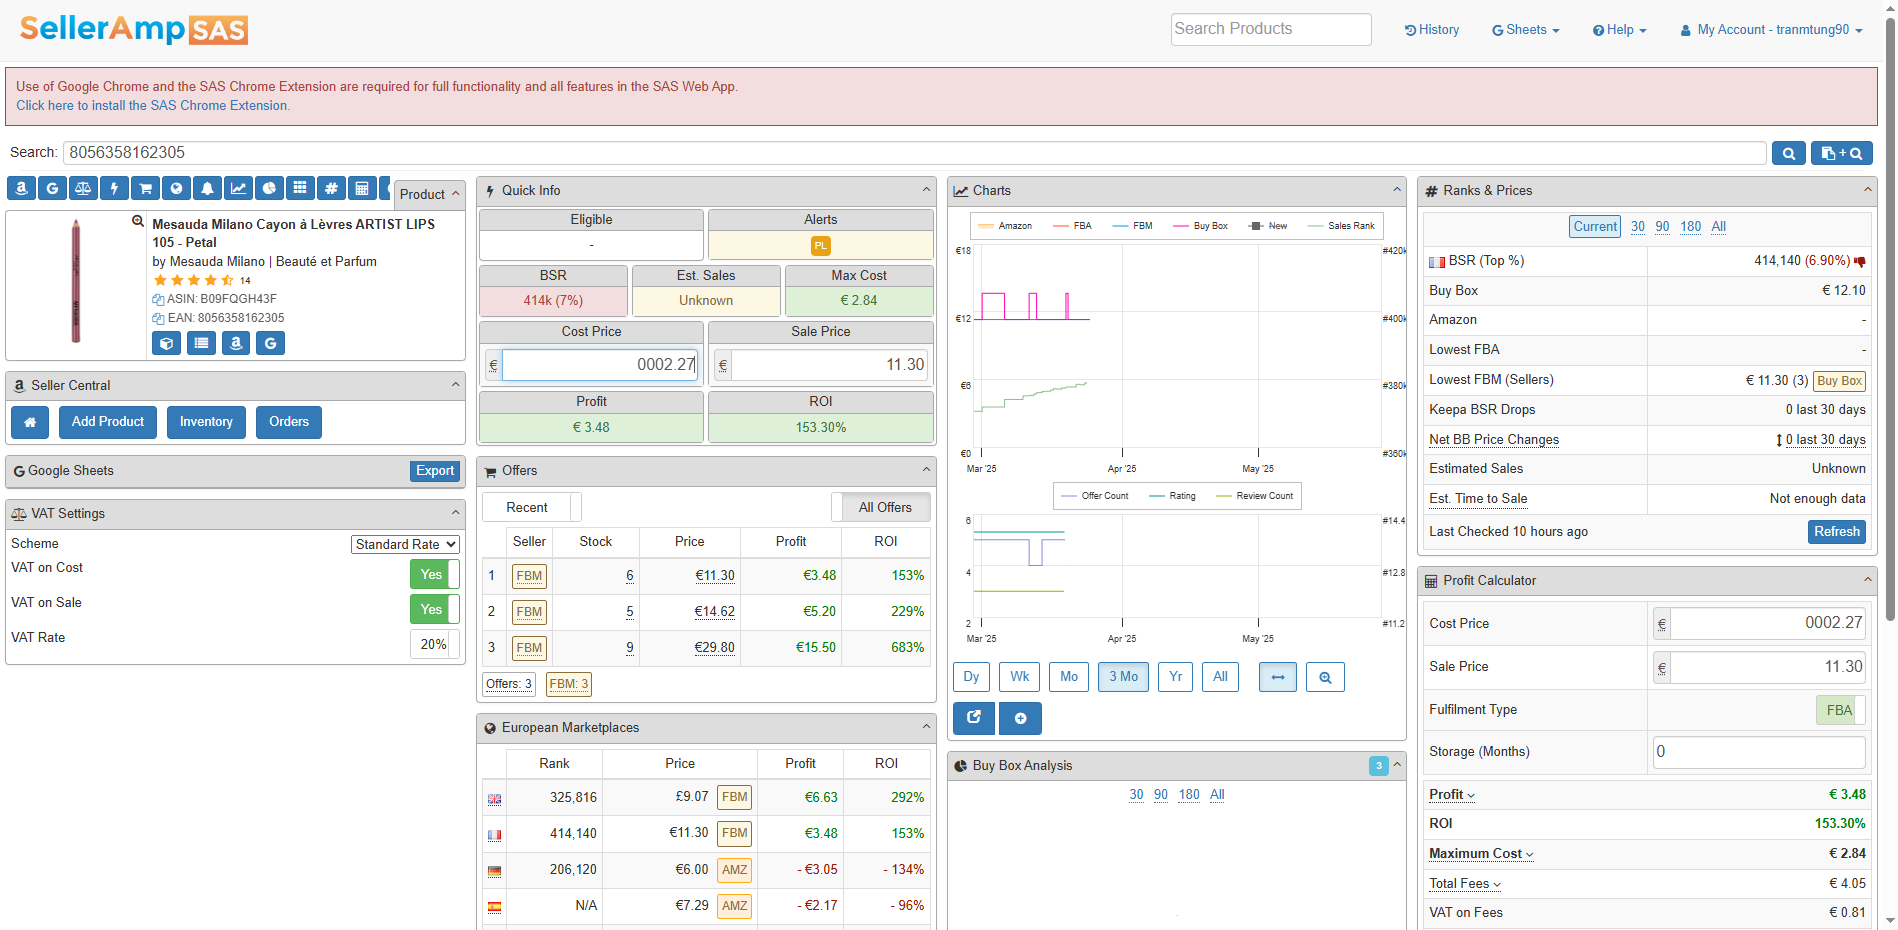 SellerAmp SAS
Search Products
History
Sheets
Help
My Account - tranmtung90
Use of Google Chrome and the SAS Chrome Extension are required for full functionality and all features in the SAS Web App.
Click here to install the SAS Chrome Extension.
Search: 8056358162305
Product
Mesauda Milano Cayon à Lèvres ARTIST LIPS
105 - Petal
by Mesauda Milano | Beauté et Parfum
14
ASIN: B09FQGH43F
EAN: 8056358162305
Seller Central
Add Product
Inventory
Orders
Google Sheets
Export
VAT Settings
Scheme Standard Rate
VAT on Cost Yes
VAT on Sale Yes
VAT Rate 20%
Quick Info
Eligible Alerts
- PL
BSR Est. Sales Max Cost
414k (7%) Unknown € 2.84
Cost Price Sale Price
€ 0002.27 € 11.30
Profit ROI
€ 3.48 153.30%
Offers
Recent All Offers
Seller Stock Price Profit ROI
1 FBM 6 €11.30 €3.48 153%
2 FBM 5 €14.62 €5.20 229%
3 FBM 9 €29.80 €15.50 683%
Offers: 3 FBM: 3
European Marketplaces
Rank Price Profit ROI
325,816 £9.07 FBM €6.63 292%
414,140 €11.30 FBM €3.48 153%
206,120 €6.00 AMZ - €3.05 - 134%
N/A €7.29 AMZ - €2.17 - 96%
Charts
Amazon FBA FBM Buy Box New Sales Rank
€18 #420k
€12 #400k
€6 #380k
€0 #360k
Mar '25 Apr '25 May '25
Offer Count Rating Review Count
6 #14.4
4 #12.8
2 #11.2
Mar '25 Apr '25 May '25
Dy Wk Mo 3 Mo Yr All
Buy Box Analysis 3
30 90 180 All
Ranks & Prices
Current 30 90 180 All
BSR (Top %) 414,140 (6.90%)
Buy Box € 12.10
Amazon -
Lowest FBA -
Lowest FBM (Sellers) € 11.30 (3) Buy Box
Keepa BSR Drops 0 last 30 days
Net BB Price Changes 0 last 30 days
Estimated Sales Unknown
Est. Time to Sale Not enough data
Last Checked 10 hours ago Refresh
Profit Calculator
Cost Price € 0002.27
Sale Price € 11.30
Fulfilment Type FBA
Storage (Months) 0
Profit € 3.48
ROI 153.30%
Maximum Cost € 2.84
Total Fees € 4.05
VAT on Fees € 0.81